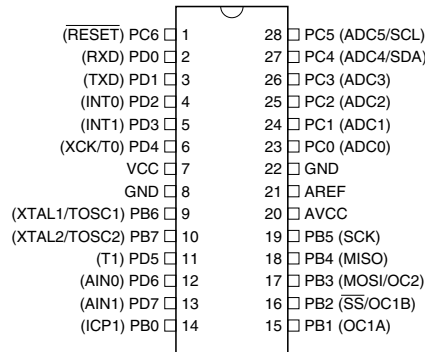 (RESET) PC6 1 28 PC5 (ADC5/SCL)
(RXD) PD0 2 27 PC4 (ADC4/SDA)
(TXD) PD1 3 26 PC3 (ADC3)
(INT0) PD2 4 25 PC2 (ADC2)
(INT1) PD3 5 24 PC1 (ADC1)
(XCK/T0) PD4 6 23 PC0 (ADC0)
VCC 7 22 GND
GND 8 21 AREF
(XTAL1/TOSC1) PB6 9 20 AVCC
(XTAL2/TOSC2) PB7 10 19 PB5 (SCK)
(T1) PD5 11 18 PB4 (MISO)
(AIN0) PD6 12 17 PB3 (MOSI/OC2)
(AIN1) PD7 13 16 PB2 (SS/OC1B)
(ICP1) PB0 14 15 PB1 (OC1A)